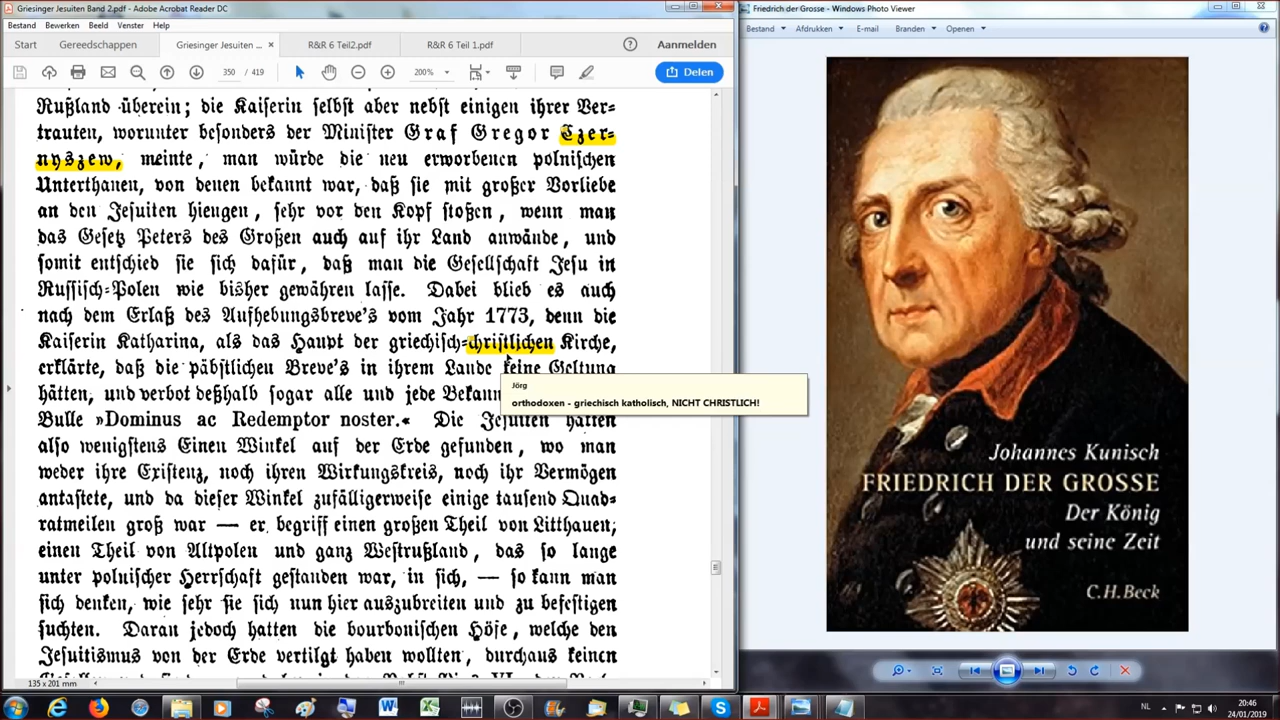 Griesinger Jesuiten Band 2.pdf - Adobe Acrobat Reader DC
Bestand Bewerken Beeld Venster Help
Start Gereedschappen Griesinger Jesuiten ... × R&R 6 Teil2.pdf R&R 6 Teil 1.pdf Aanmelden
350 / 419 200% Delen
Rußland überein; die Kaiserin selbst aber nebst einigen ihrer Ver-
trauten, worunter besonders der Minister Graf Gregor Czer-
nyszew, meinte, man würde die neu erworbenen polnischen
Unterthanen, von denen bekannt war, daß sie mit großer Vorliebe
an den Jesuiten hiengen, sehr vor den Kopf stoßen, wenn man
das Gesetz Peters des Großen auch auf ihr Land anwände, und
somit entschied sie sich dafür, daß man die Gesellschaft Jesu in
Russisch-Polen wie bisher gewähren lasse. Dabei blieb es auch
nach dem Erlaß des Aufhebungsbreve's vom Jahr 1773, denn die
Kaiserin Katharina, als das Haupt der griechisch-christlichen Kirche,
erklärte, daß die päbstlichen Breve's in ihrem Lande keine Geltung
hätten, und verbot deßhalb sogar alle und jede Bekan
Bulle »Dominus ac Redemptor noster.« Die Jesuiten hatten
also wenigstens Einen Winkel auf der Erde gefunden, wo man
weder ihre Existenz, noch ihren Wirkungskreis, noch ihr Vermögen
antastete, und da dieser Winkel zufälligerweise einige tausend Quad-
ratmeilen groß war — er begriff einen großen Theil von Litthauen;
einen Theil von Altpolen und ganz Westrußland, das so lange
unter polnischer Herrschaft gestanden war, in sich, — so kann man
sich denken, wie sehr sie sich nun hier auszubreiten und zu befestigen
suchten. Daran jedoch hatten die bourbonischen Höfe, welche den
Jesuitismus von der Erde vertilgt haben wollten, durchaus keinen
Jörg
orthodoxen - griechisch katholisch, NICHT CHRISTLICH!
135 x 201 mm
Friedrich der Grosse - Windows Photo Viewer
Bestand Afdrukken E-mail Branden Openen
Johannes Kunisch
FRIEDRICH DER GROSSE
Der König
und seine Zeit
C.H.Beck
NL 20:46
24/01/2019